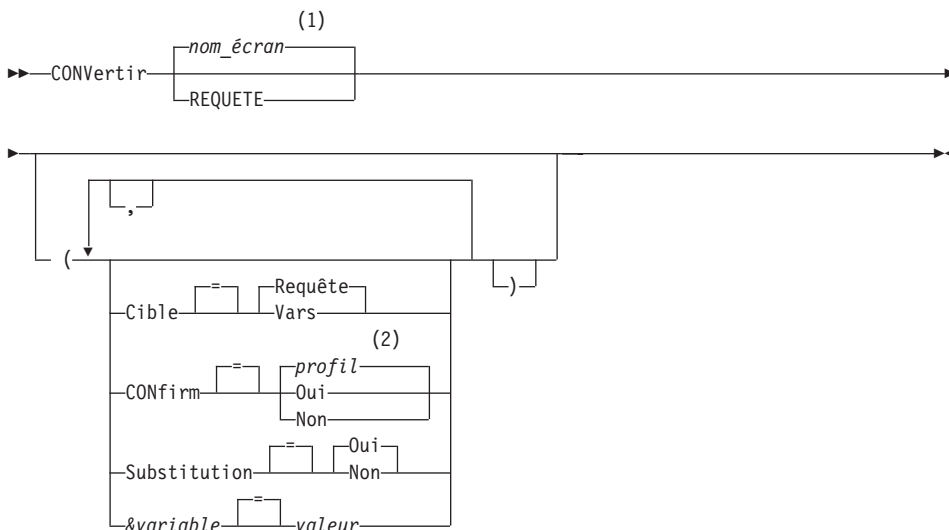 (1)
nom_écran
CONVertir
REQUETE
,
(
)
= Requête
Cible Vars
(2)
= profil
CONfirm Oui
Non
= Oui
Substitution Non
=
&variable valeur